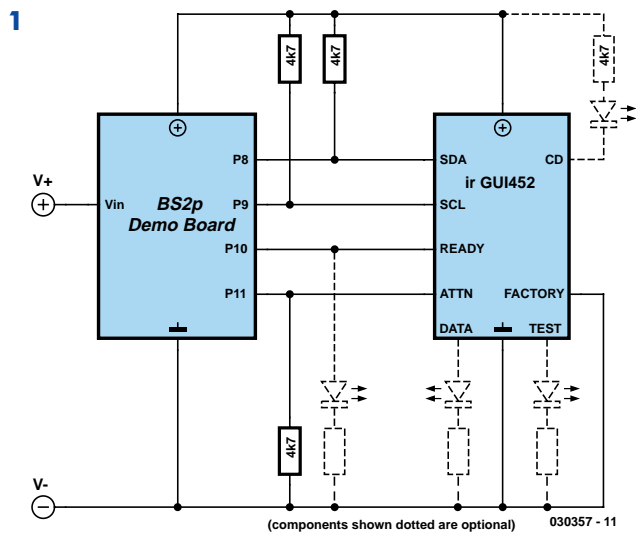 1
4k7
4k7
4k7
V+
Vin
BS2p
Demo Board
P8
P9
P10
P11
SDA
CD
ir GUI452
SCL
READY
ATTN
FACTORY
DATA
TEST
4k7
V-
(components shown dotted are optional)
030357 - 11